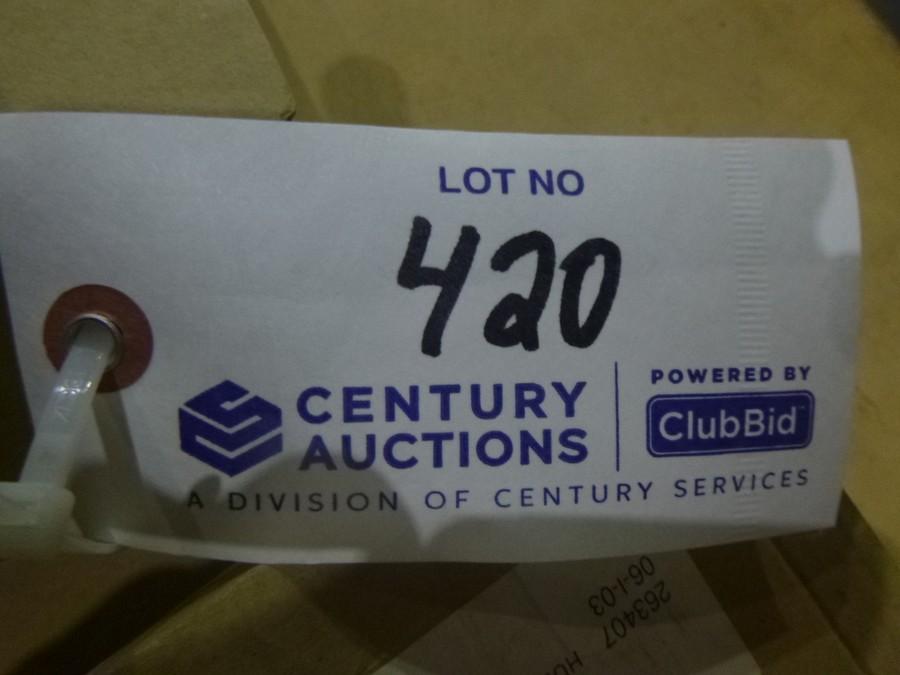 LOT NO
420
CENTURY
AUCTIONS
A DIVISION OF CENTURY SERVICES
POWERED BY
ClubBid
06-1-03
263407